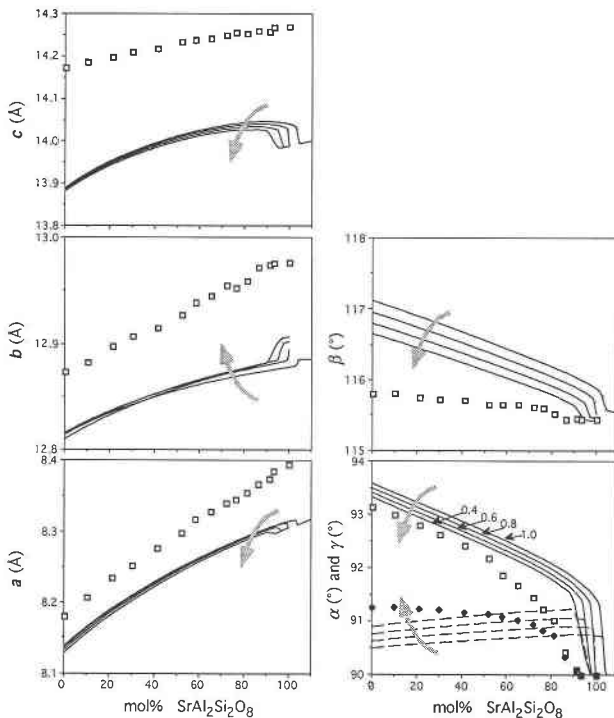 14.3
14.2
14.1
14.0
13.9
13.8
c (Å)
13.0
12.9
12.8
b (Å)
8.4
8.3
8.2
8.1
a (Å)
0 20 40 60 80 100
mol% SrAl2Si2O8
118
117
116
115
β (°)
94
93
92
91
90
α (°) and γ (°)
0.4
0.6
0.8
1.0
0 20 40 60 80 100
mol% SrAl2Si2O8